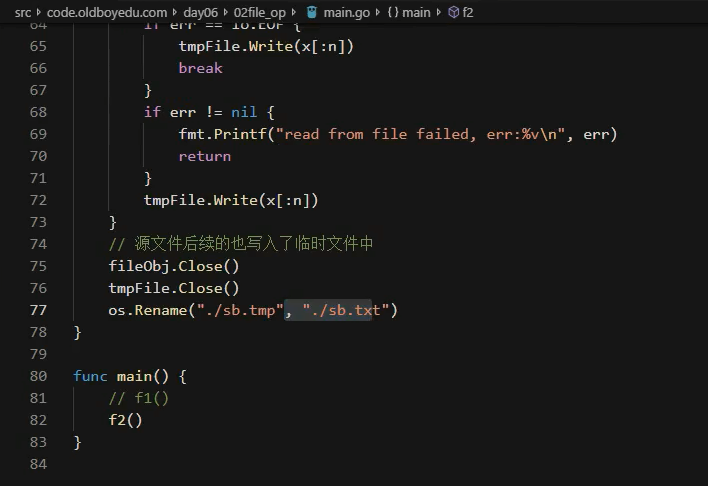 src › code.oldboyedu.com › day06 › 02file_op › main.go › {} main › f2
64 if err == io.EOF {
65 tmpFile.Write(x[:n])
66 break
67 }
68 if err != nil {
69 fmt.Printf("read from file failed, err:%v\n", err)
70 return
71 }
72 tmpFile.Write(x[:n])
73 }
74 // 源文件后续的也写入了临时文件中
75 fileObj.Close()
76 tmpFile.Close()
77 os.Rename("./sb.tmp", "./sb.txt")
78 }
79
80 func main() {
81 // f1()
82 f2()
83 }
84